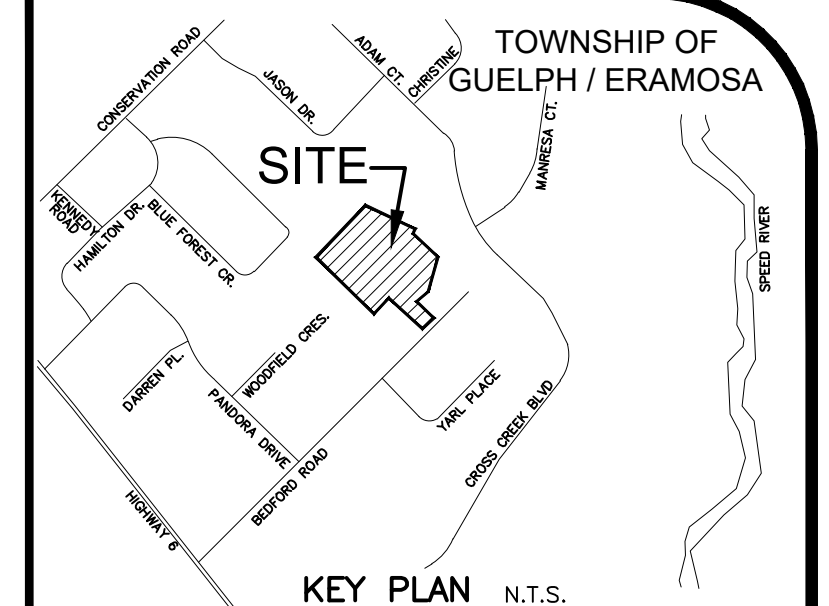 TOWNSHIP OF
GUELPH / ERAMOSA
CONSERVATION ROAD
JASON DR.
ADAM CT.
CHRISTINE
MANRESA CT.
SITE
KENNEDY
ROAD
HAMILTON DR.
BLUE FOREST CR.
SPEED RIVER
WOODFIELD CRES.
DARREN PL.
PANDORA DRIVE
YARL PLACE
CROSS CREEK BLVD
BEDFORD ROAD
HIGHWAY 6
KEY PLAN N.T.S.